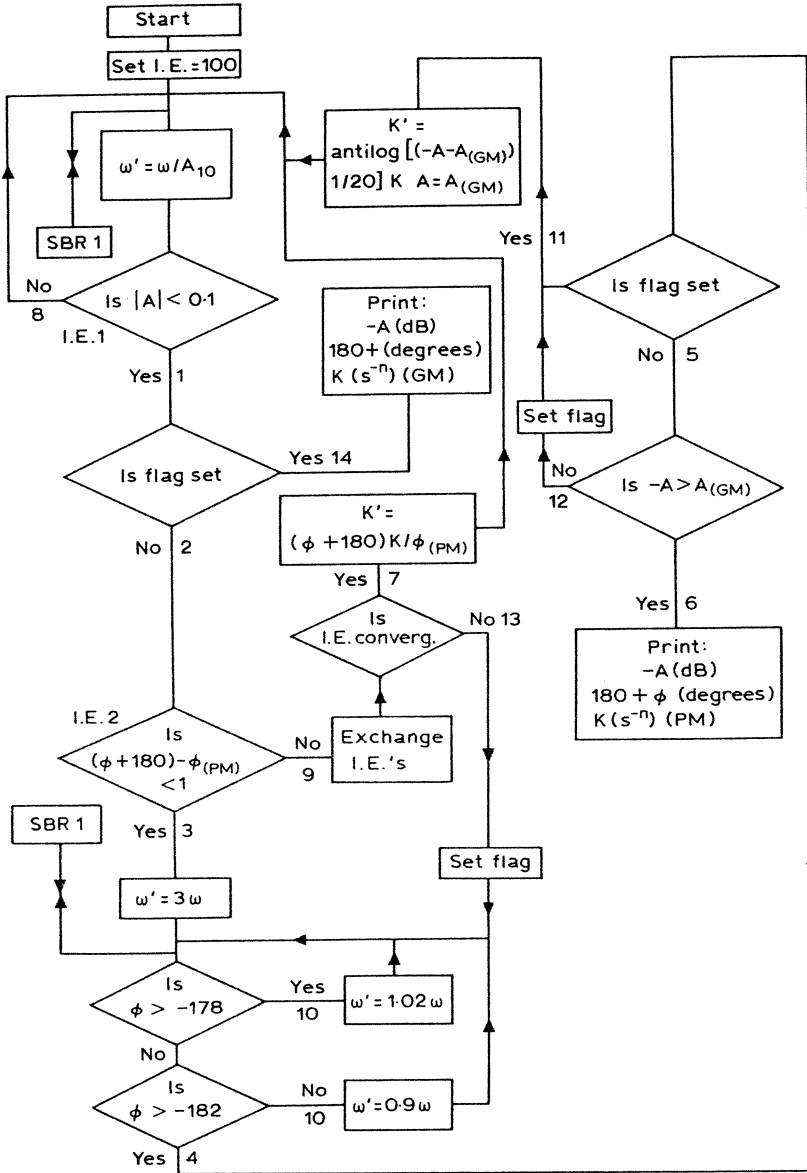 Start
Set I.E.=100
ω'=ω/A10
SBR 1
No
8
Is |A| < 0·1
I.E.1
Yes 1
Is flag set
Yes 14
No 2
Print:
-A (dB)
180+ (degrees)
K (s⁻ⁿ) (GM)
K' =
antilog [(-A-A(GM))
1/20] K A=A(GM)
Yes 11
Is flag set
No 5
Set flag
No
12
Is -A > A(GM)
Yes 6
Print:
-A (dB)
180 + ϕ (degrees)
K (s⁻ⁿ) (PM)
K' =
(ϕ +180) K/ϕ(PM)
Yes 7
Is
I.E. converg.
No 13
I.E. 2
Is
(ϕ+180)-ϕ(PM)
<1
No
9
Exchange
I.E.'s
Yes 3
SBR 1
Set flag
ω'=3ω
Is
ϕ > -178
Yes
10
ω'=1·02ω
No
Is
ϕ > -182
No
10
ω'=0·9ω
Yes 4